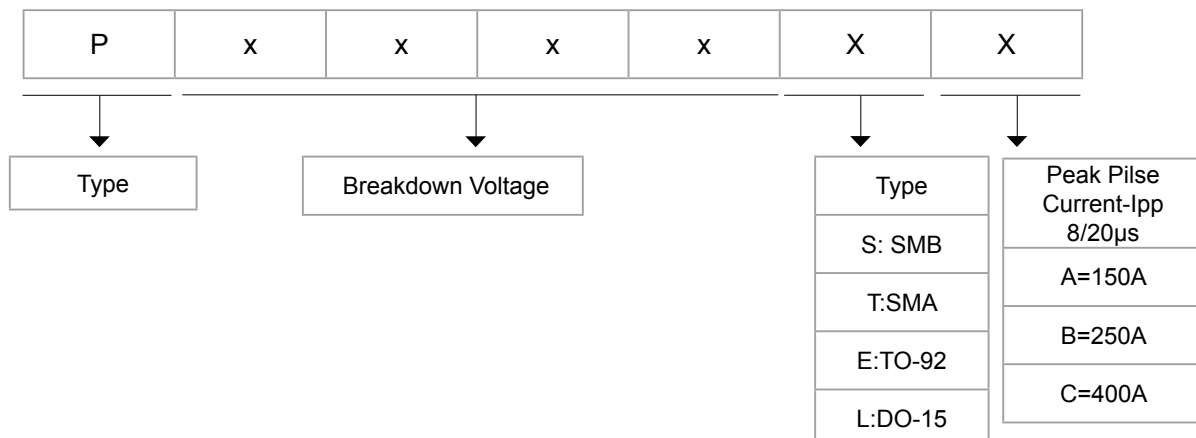 P x x x x X X
Type
Breakdown Voltage
Type
S: SMB
T:SMA
E:TO-92
L:DO-15
Peak Pilse
Current-Ipp
8/20µs
A=150A
B=250A
C=400A